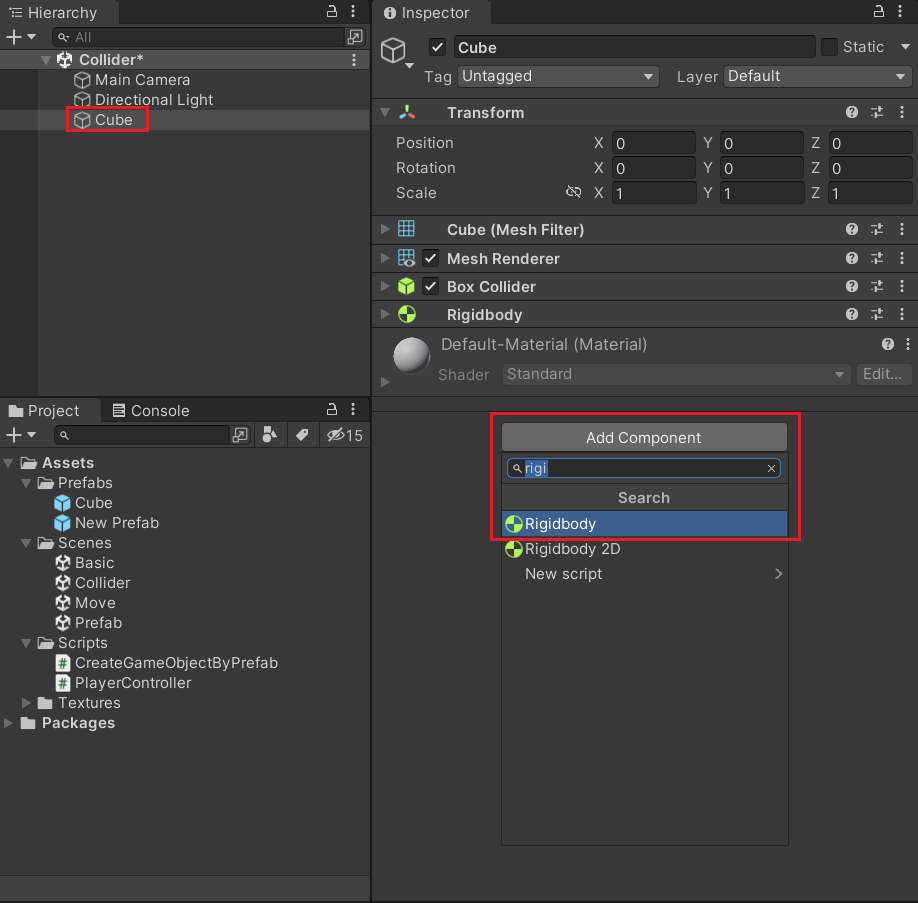 Hierarchy
All
Collider*
Main Camera
Directional Light
Cube
Inspector
Cube
Static
Tag Untagged Layer Default
Transform
Position X 0 Y 0 Z 0
Rotation X 0 Y 0 Z 0
Scale X 1 Y 1 Z 1
Cube (Mesh Filter)
Mesh Renderer
Box Collider
Rigidbody
Default-Material (Material)
Shader Standard Edit...
Project Console
15
Assets
Prefabs
Cube
New Prefab
Scenes
Basic
Collider
Move
Prefab
Scripts
CreateGameObjectByPrefab
PlayerController
Textures
Packages
Add Component
rigi
Search
Rigidbody
Rigidbody 2D
New script